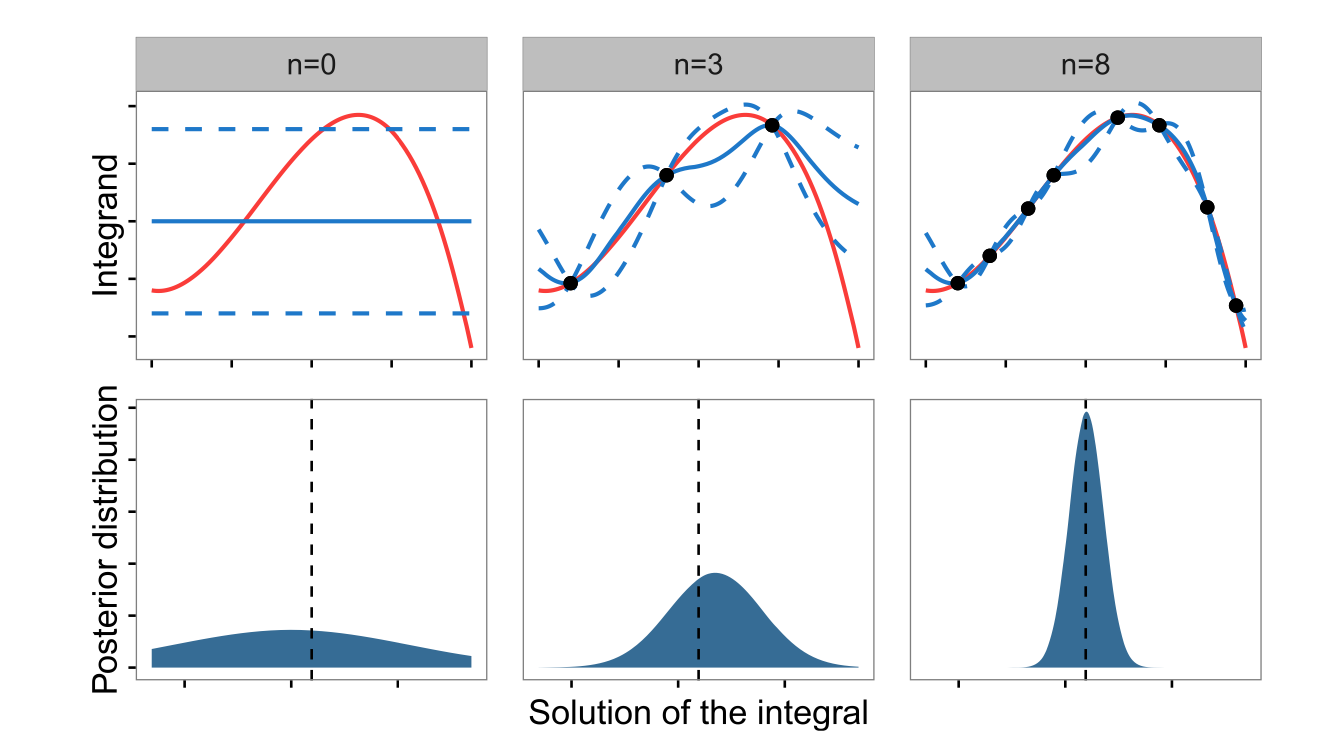 n=0
n=3
n=8
Integrand
Posterior distribution
Solution of the integral